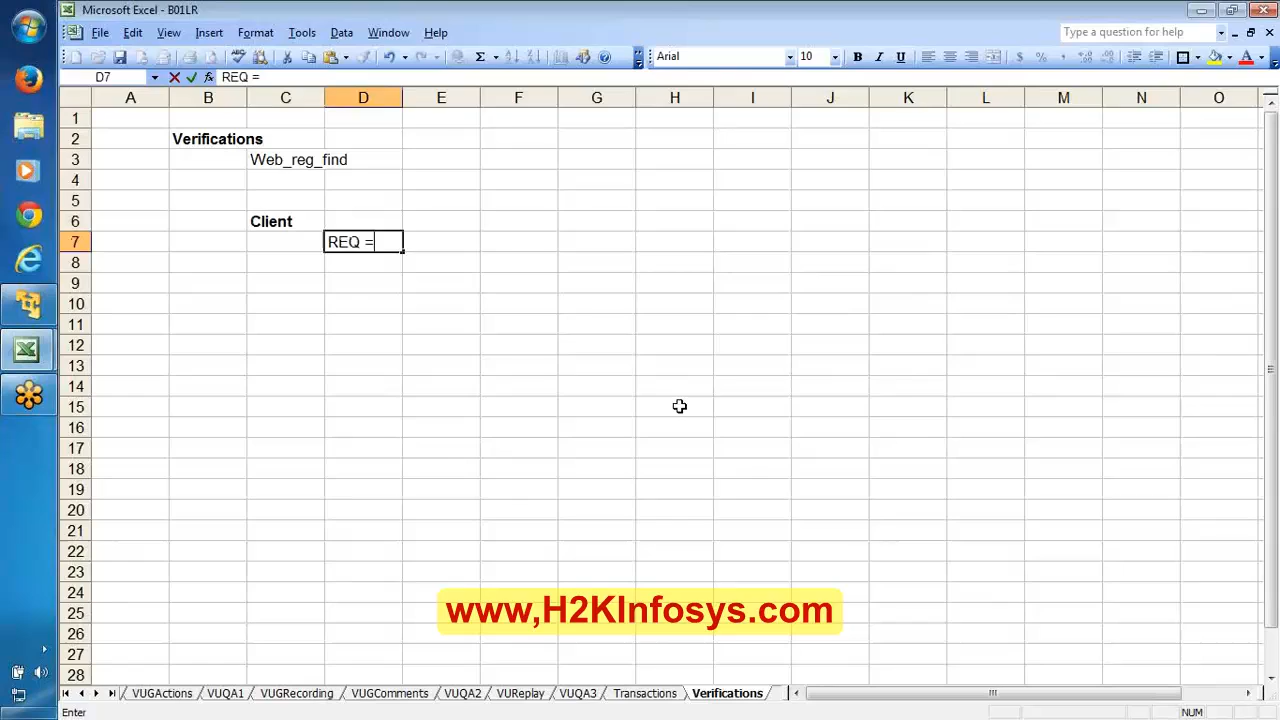 Microsoft Excel - B01LR
File Edit View Insert Format Tools Data Window Help
Type a question for help
Arial 10 B I U $ % ,
D7 fx REQ =
A B C D E F G H I J K L M N O
1
2 Verifications
3 Web_reg_find
4
5
6 Client
7 REQ =
8
9
10
11
12
13
14
15
16
17
18
19
20
21
22
23
24
25
26
27
28
www,H2KInfosys.com
VUGActions VUQA1 VUGRecording VUGComments VUQA2 VUReplay VUQA3 Transactions Verifications
Enter NUM